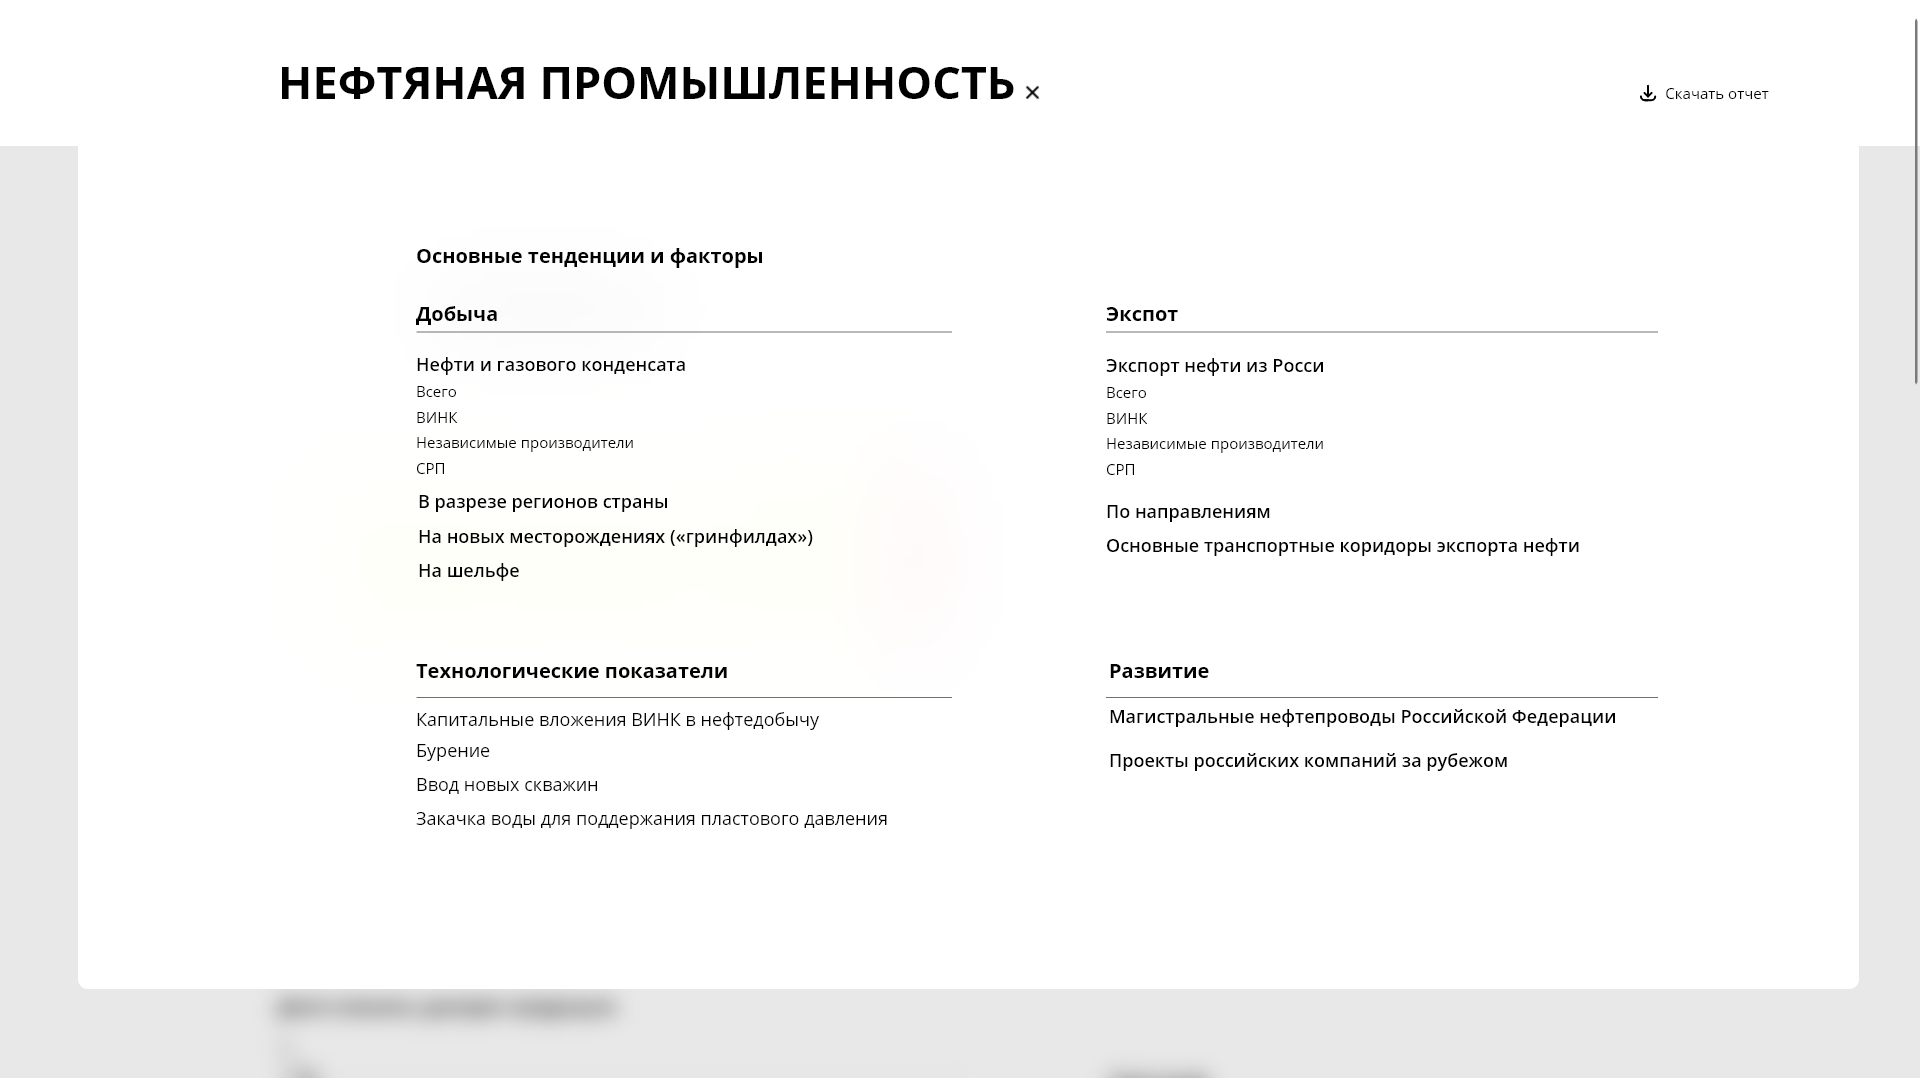 НЕФТЯНАЯ ПРОМЫШЛЕННОСТЬ
Скачать отчет
Основные тенденции и факторы
Добыча
Нефти и газового конденсата
Всего
ВИНК
Независимые производители
СРП
В разрезе регионов страны
На новых месторождениях («гринфилдах»)
На шельфе
Экспот
Экспорт нефти из Росси
Всего
ВИНК
Независимые производители
СРП
По направлениям
Основные транспортные коридоры экспорта нефти
Технологические показатели
Капитальные вложения ВИНК в нефтедобычу
Бурение
Ввод новых скважин
Закачка воды для поддержания пластового давления
Развитие
Магистральные нефтепроводы Российской Федерации
Проекты российских компаний за рубежом